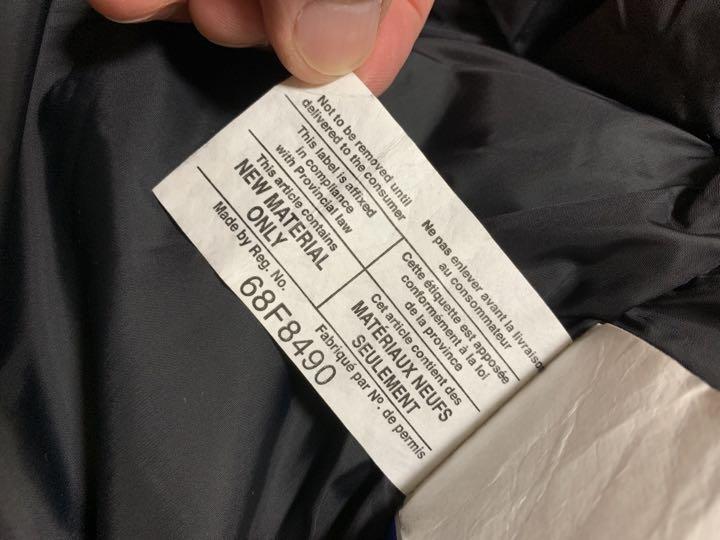 Not to be removed until
delivered to the consumer
Ne pas enlever avant la livraison
au consommateur
This label is affixed
in compliance
with Provincial law
Cette étiquette est apposée
conformément à la loi
de la province
This article contains
NEW MATERIAL
ONLY
Cet article contient des
MATÉRIAUX NEUFS
SEULEMENT
Made by Reg. No.
Fabriqué par Nº. de permis
68F8490